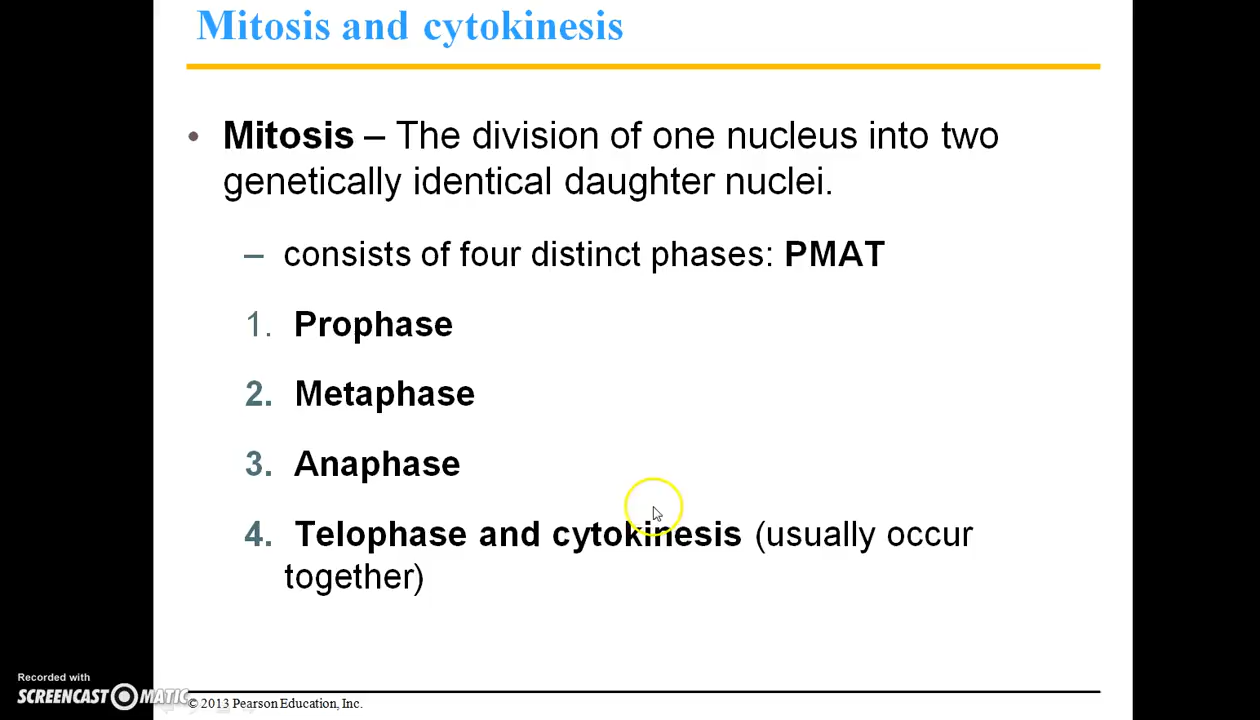 Mitosis and cytokinesis
• Mitosis – The division of one nucleus into two
genetically identical daughter nuclei.
– consists of four distinct phases: PMAT
1. Prophase
2. Metaphase
3. Anaphase
4. Telophase and cytokinesis (usually occur
together)
Recorded with
SCREENCAST MATIC
© 2013 Pearson Education, Inc.